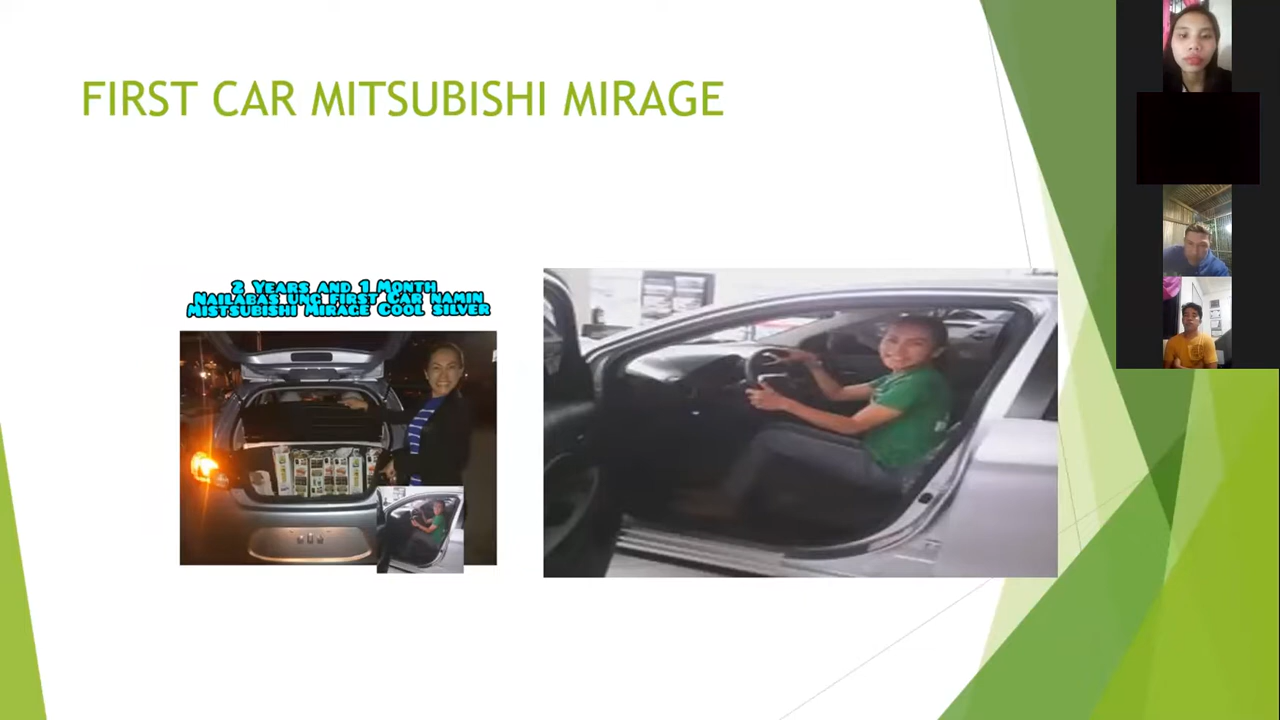 FIRST CAR MITSUBISHI MIRAGE
2 Years and 1 Month
Nailabas ung first Car namin
Mistsubishi Mirage Cool silver